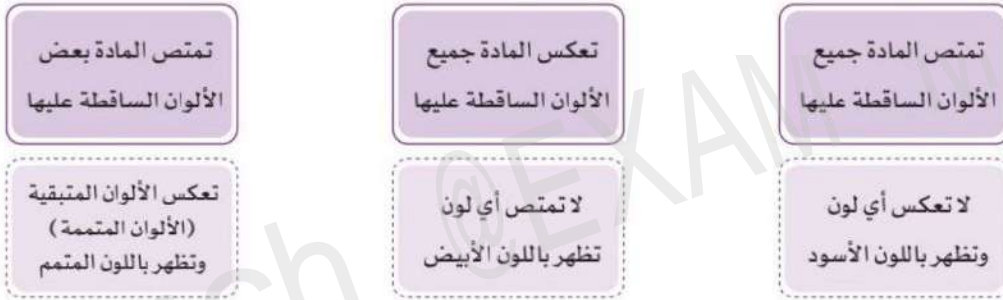 تمتص المادة جميع
الألوان الساقطة عليها
لا تعكس أي لون
وتظهر باللون الأسود
تعكس المادة جميع
الألوان الساقطة عليها
لا تمتص أي لون
تظهر باللون الأبيض
تمتص المادة بعض
الألوان الساقطة عليها
تعكس الألوان المتبقية
(الألوان المتممة)
وتظهر باللون المتمم
@EXAM